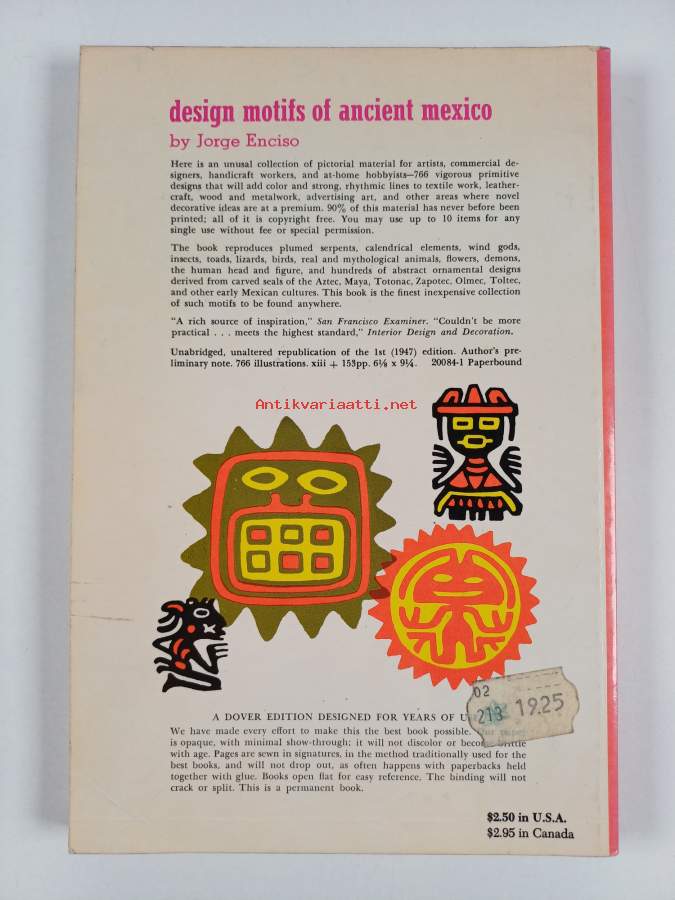 design motifs of ancient mexico
by Jorge Enciso
Here is an unusual collection of pictorial material for artists, commercial de-
signers, handicraft workers, and at-home hobbyists—766 vigorous primitive
designs that will add color and strong, rhythmic lines to textile work, leather-
craft, wood and metalwork, advertising art, and other areas where novel
decorative ideas are at a premium. 90% of this material has never before been
printed; all of it is copyright free. You may use up to 10 items for any
single use without fee or special permission.
The book reproduces plumed serpents, calendrical elements, wind gods,
insects, toads, lizards, birds, real and mythological animals, flowers, demons,
the human head and figure, and hundreds of abstract ornamental designs
derived from carved seals of the Aztec, Maya, Totonac, Zapotec, Olmec, Toltec,
and other early Mexican cultures. This book is the finest inexpensive collection
of such motifs to be found anywhere.
"A rich source of inspiration," San Francisco Examiner. "Couldn't be more
practical . . . meets the highest standard," Interior Design and Decoration.
Unabridged, unaltered republication of the 1st (1947) edition. Author's pre-
liminary note. 766 illustrations. xiii + 153pp. 6⅛ x 9¼. 20084-1 Paperbound
Antikvariaatti.net
02
213 19.25
A DOVER EDITION DESIGNED FOR YEARS OF
We have made every effort to make this the best book possible.
is opaque, with minimal show-through; it will not discolor or become brittle
with age. Pages are sewn in signatures, in the method traditionally used for the
best books, and will not drop out, as often happens with paperbacks held
together with glue. Books open flat for easy reference. The binding will not
crack or split. This is a permanent book.
$2.50 in U.S.A.
$2.95 in Canada